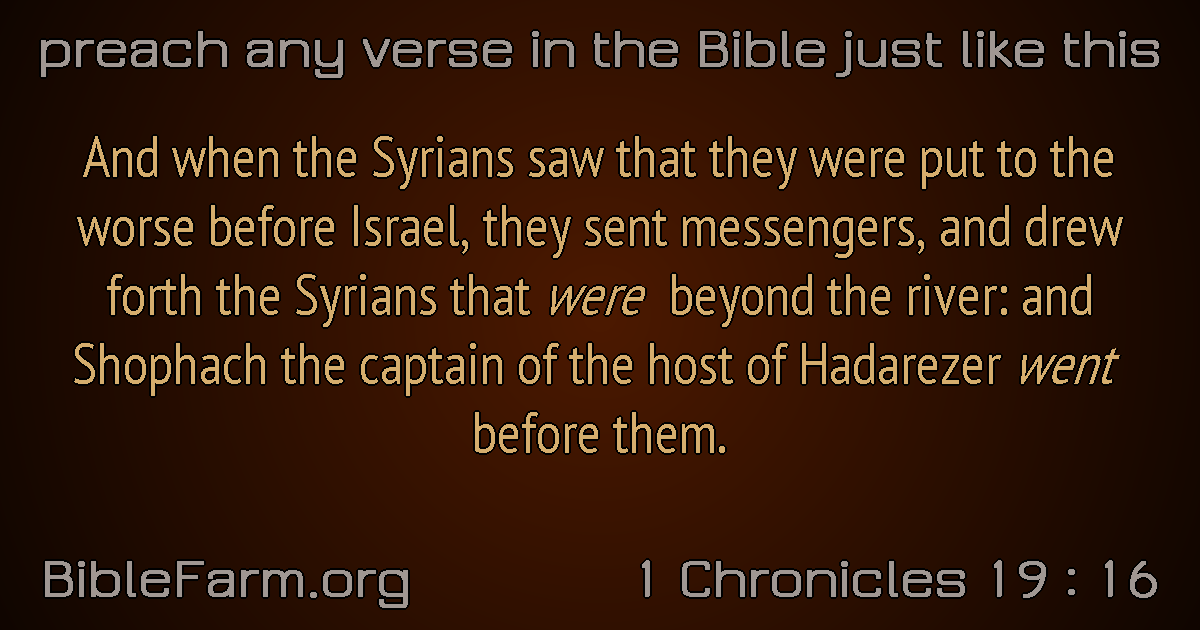 preach any verse in the Bible just like this
And when the Syrians saw that they were put to the
worse before Israel, they sent messengers, and drew
forth the Syrians that were beyond the river: and
Shophach the captain of the host of Hadarezer went
before them.
BibleFarm.org
1 Chronicles 19 : 16